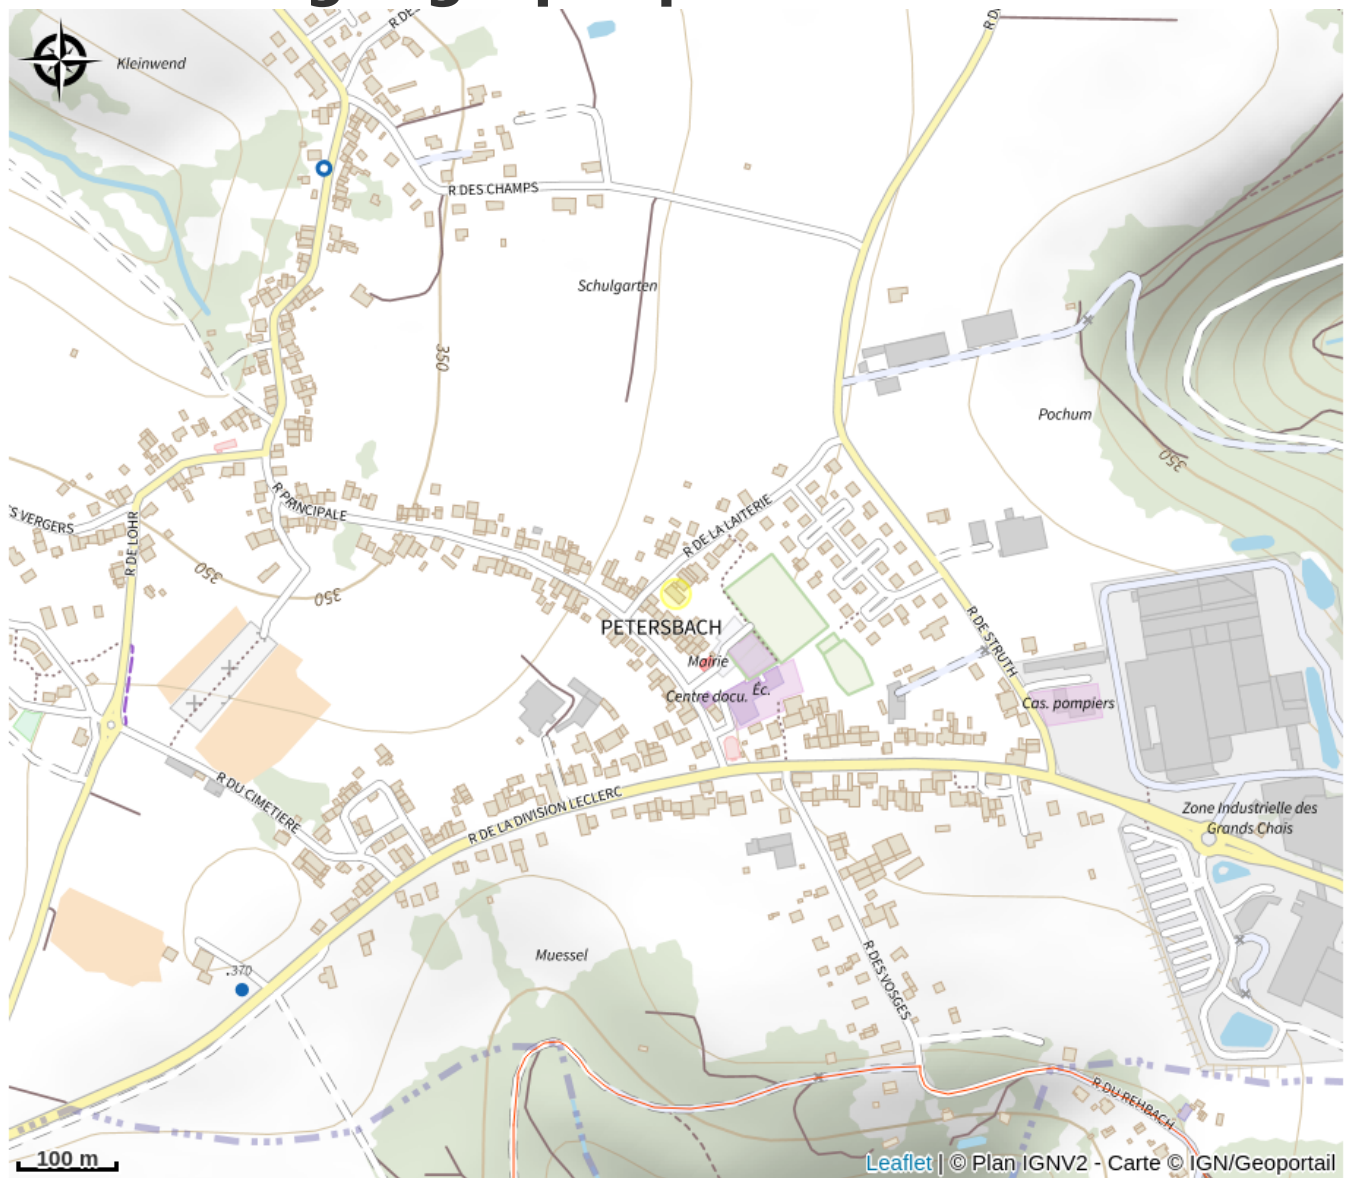 Kleinwend
R DES CHAMPS
Schulgarten
350
Pochum
350
R PRINCIPALE
S VERGERS
R DE LOHR
350
350
R DE LA LAITERIE
PETERSBACH
Mairie
Centre docu.
Éc.
R DE STRUTH
Cas. pompiers
R DU CIMETIERE
R DE LA DIVISION LECLERC
Zone Industrielle des
Grands Chais
Muessel
.370
R DES VOSGES
R DU REHBACH
100 m
Leaflet | © Plan IGNV2 - Carte © IGN/Geoportail